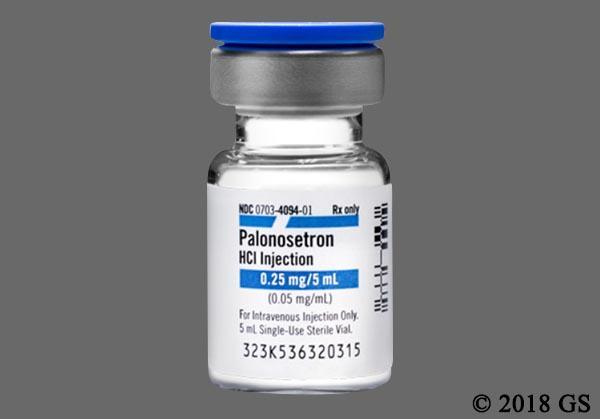 NDC 0703-4094-01 Rx only
Palonosetron
HCl Injection
0.25 mg/5 mL
(0.05 mg/mL)
For Intravenous Injection Only.
5 mL Single-Use Sterile Vial.
323K536320315
© 2018 GS